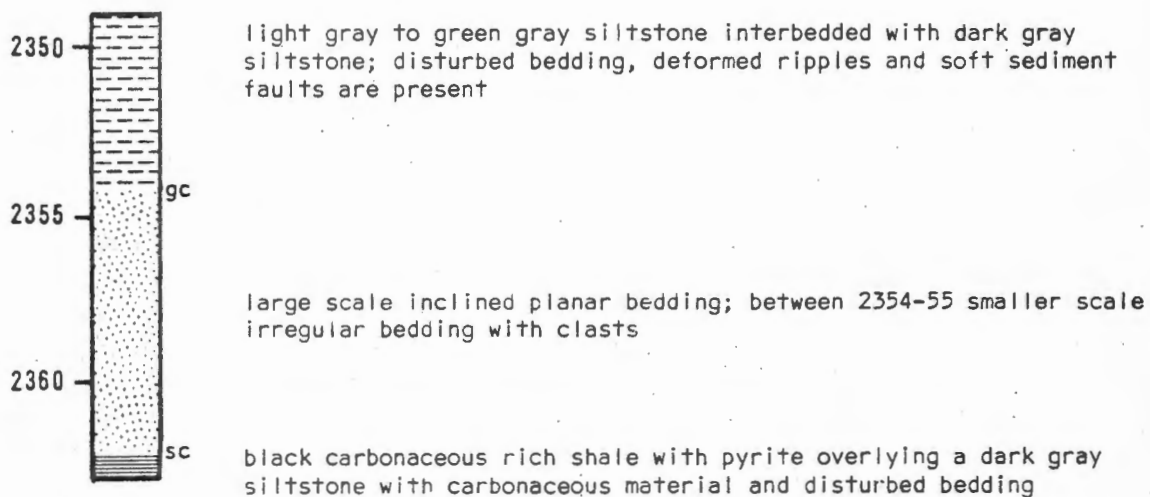 2350
light gray to green gray siltstone interbedded with dark gray
siltstone; disturbed bedding, deformed ripples and soft sediment
faults are present
gc
2355
large scale inclined planar bedding; between 2354-55 smaller scale
irregular bedding with clasts
2360
sc
black carbonaceous rich shale with pyrite overlying a dark gray
siltstone with carbonaceous material and disturbed bedding